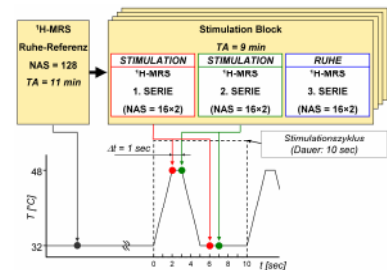 ¹H-MRS
Ruhe-Referenz
NAS = 128
TA = 11 min
Stimulation Block
TA = 9 min
STIMULATION
¹H-MRS
1. SERIE
(NAS = 16×2)
STIMULATION
¹H-MRS
2. SERIE
(NAS = 16×2)
RUHE
¹H-MRS
3. SERIE
(NAS = 16×2)
Δt = 1 sec
Stimulationszyklus
(Dauer: 10 sec)
T [°C]
48
32
0 2 4 6 8 10 t [sec]